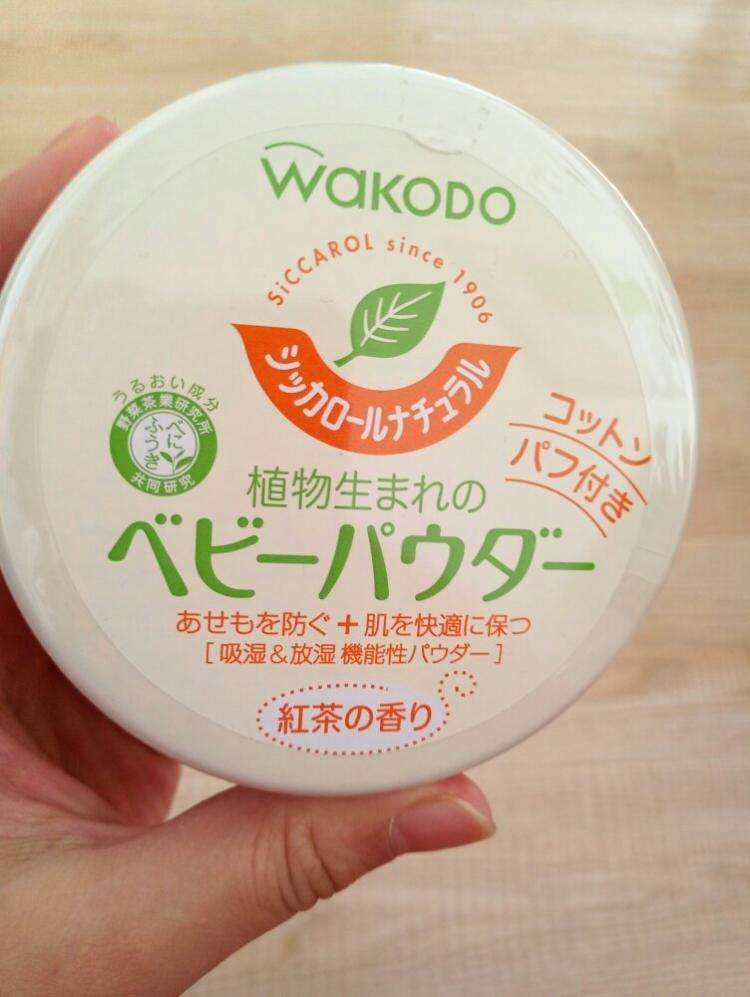 WAKODO
SiCCAROL since 1906
シッカロールナチュラル
うるおい成分
野菜茶業研究所
べに
ふうき
共同研究
コットン
パフ付き
植物生まれの
ベビーパウダー
あせもを防ぐ+肌を快適に保つ
[吸湿&放湿 機能性パウダー]
紅茶の香り